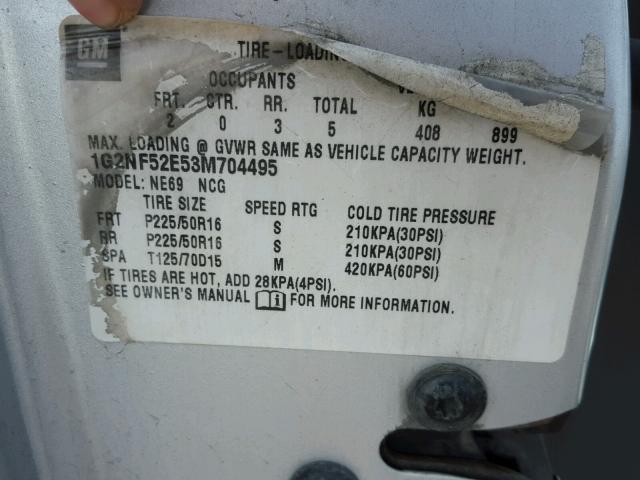 GM
TIRE-LOADING
OCCUPANTS
FRT. CTR. RR. TOTAL KG
2 0 3 5 408 899
MAX. LOADING @ GVWR SAME AS VEHICLE CAPACITY WEIGHT.
1G2NF52E53M704495
MODEL: NE69 NCG
TIRE SIZE SPEED RTG COLD TIRE PRESSURE
FRT P225/50R16 S 210KPA(30PSI)
RR P225/50R16 S 210KPA(30PSI)
SPA T125/70D15 M 420KPA(60PSI)
IF TIRES ARE HOT, ADD 28KPA(4PSI).
SEE OWNER'S MANUAL FOR MORE INFORMATION.